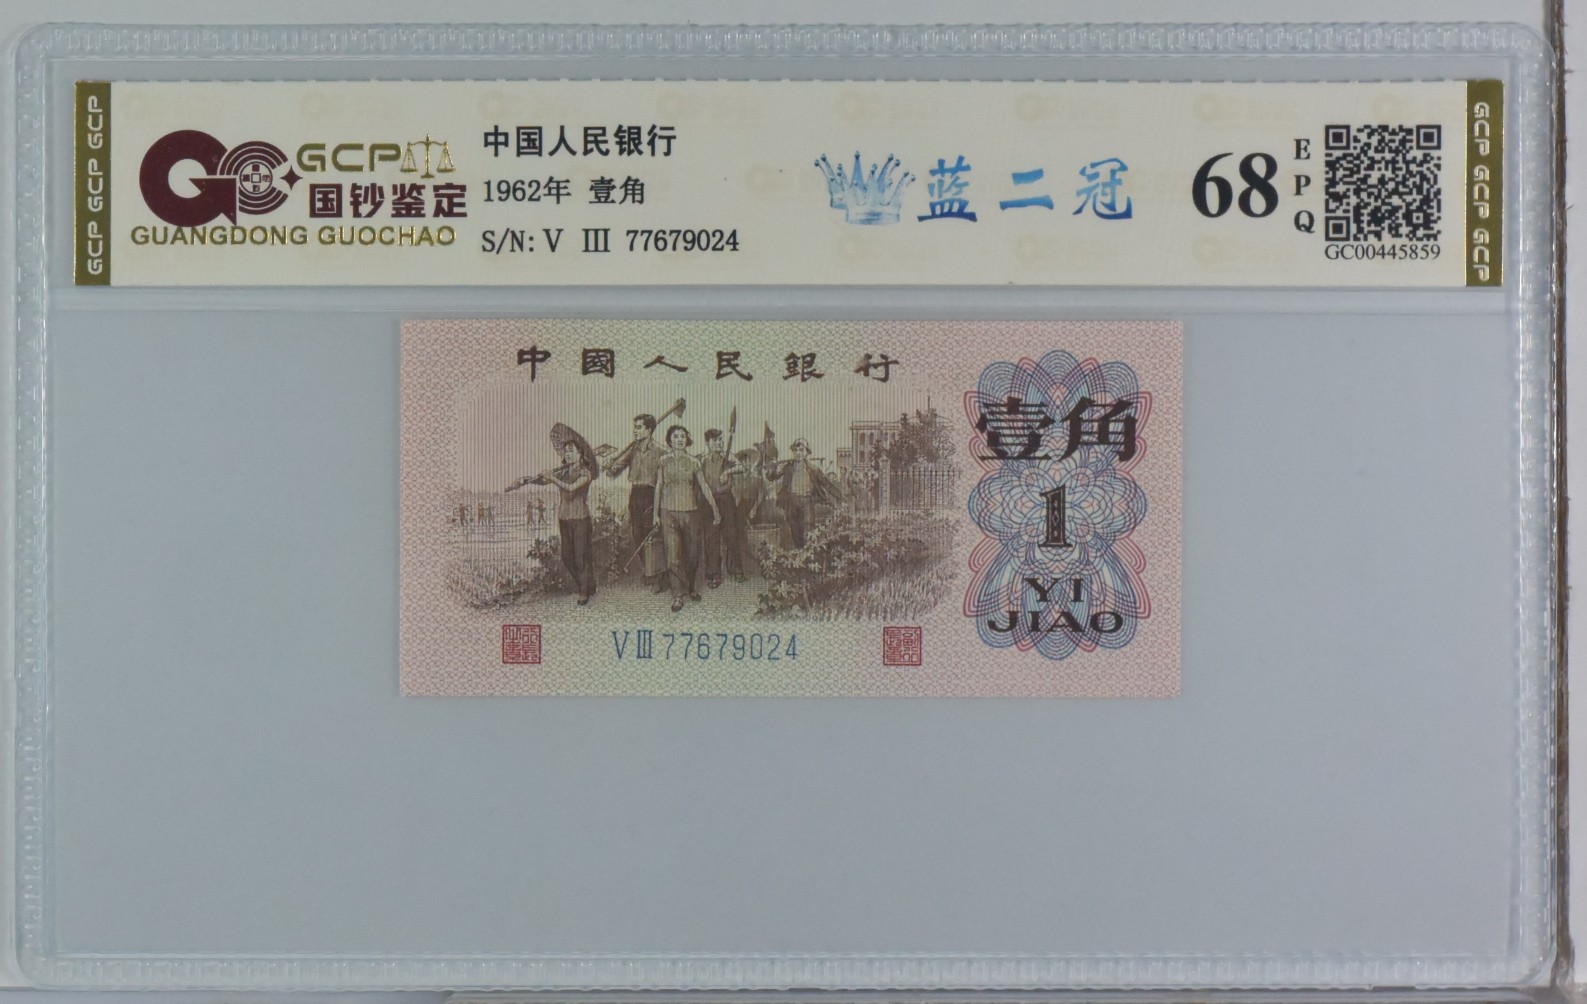 GCP GCP GCP
GCP
国钞鉴定
GUANGDONG GUOCHAO
中国人民银行
1962年 壹角
S/N: V Ⅲ 77679024
蓝二冠
68
EPQ
GC00445859
GCP GCP GCP
中國人民銀行
壹角
1
YI
JIAO
VⅢ77679024